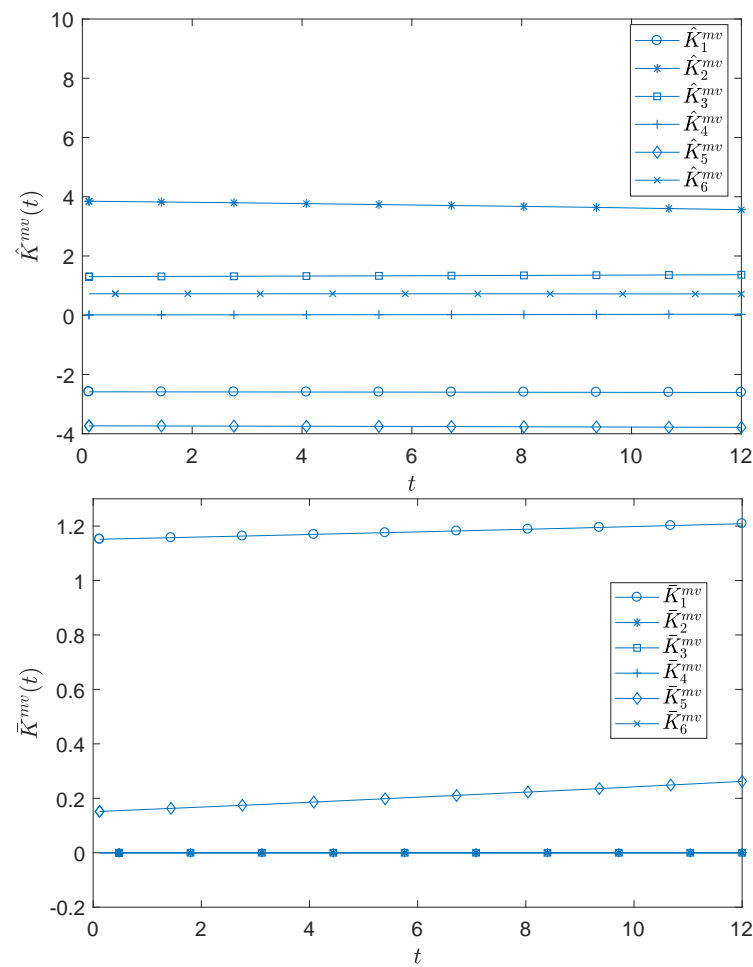 10
8
6
4
2
0
-2
-4
K̂^{mv}(t)
0 2 4 6 8 10 12
t
K̂_1^{mv}
K̂_2^{mv}
K̂_3^{mv}
K̂_4^{mv}
K̂_5^{mv}
K̂_6^{mv}
1.2
1
0.8
0.6
0.4
0.2
0
-0.2
K̄^{mv}(t)
0 2 4 6 8 10 12
t
K̄_1^{mv}
K̄_2^{mv}
K̄_3^{mv}
K̄_4^{mv}
K̄_5^{mv}
K̄_6^{mv}